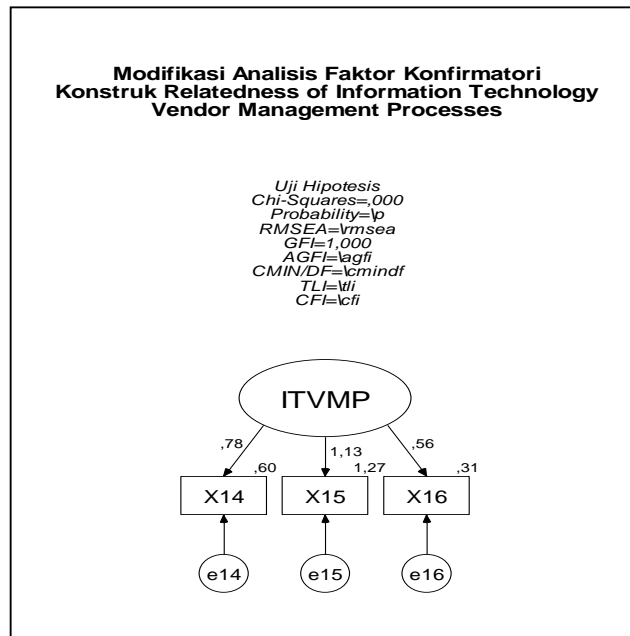 Modifikasi Analisis Faktor Konfirmatori
Konstruk Relatedness of Information Technology
Vendor Management Processes
Uji Hipotesis
Chi-Squares=,000
Probability=\p
RMSEA=\rmsea
GFI=1,000
AGFI=\agfi
CMIN/DF=\cmindf
TLI=\tli
CFI=\cfi
ITVMP
,78
1,13
,56
,60
1,27
,31
X14
X15
X16
e14
e15
e16